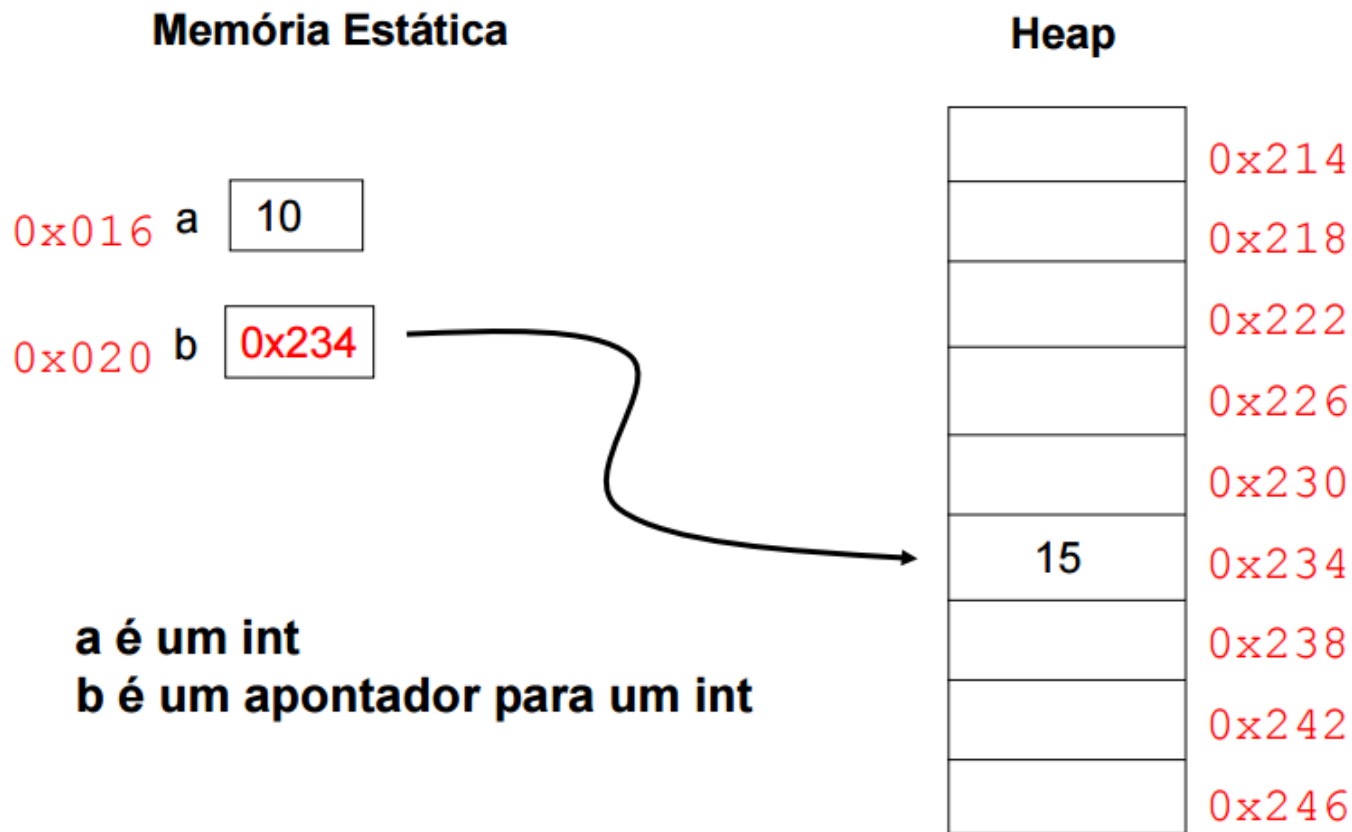 Memória Estática
Heap
0x016 a 10
0x020 b 0x234
a é um int
b é um apontador para um int
0x214
0x218
0x222
0x226
0x230
15 0x234
0x238
0x242
0x246